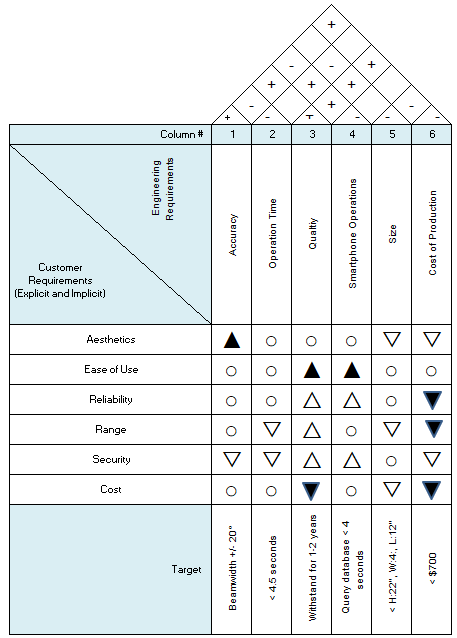 +
- - +
+ + +
- - +
+ - + - - -
Column # 1 2 3 4 5 6
Engineering
Requirements
Customer
Requirements
(Explicit and Implicit)
Accuracy
Operation Time
Qualtiy
Smartphone Operations
Size
Cost of Production
Aesthetics
Ease of Use
Reliability
Range
Security
Cost
Target
Beamwidth +/- 20"
< 4.5 seconds
Withstand for 1-2 years
Query database < 4
seconds
< H:22", W:4;, L:12"
< $700